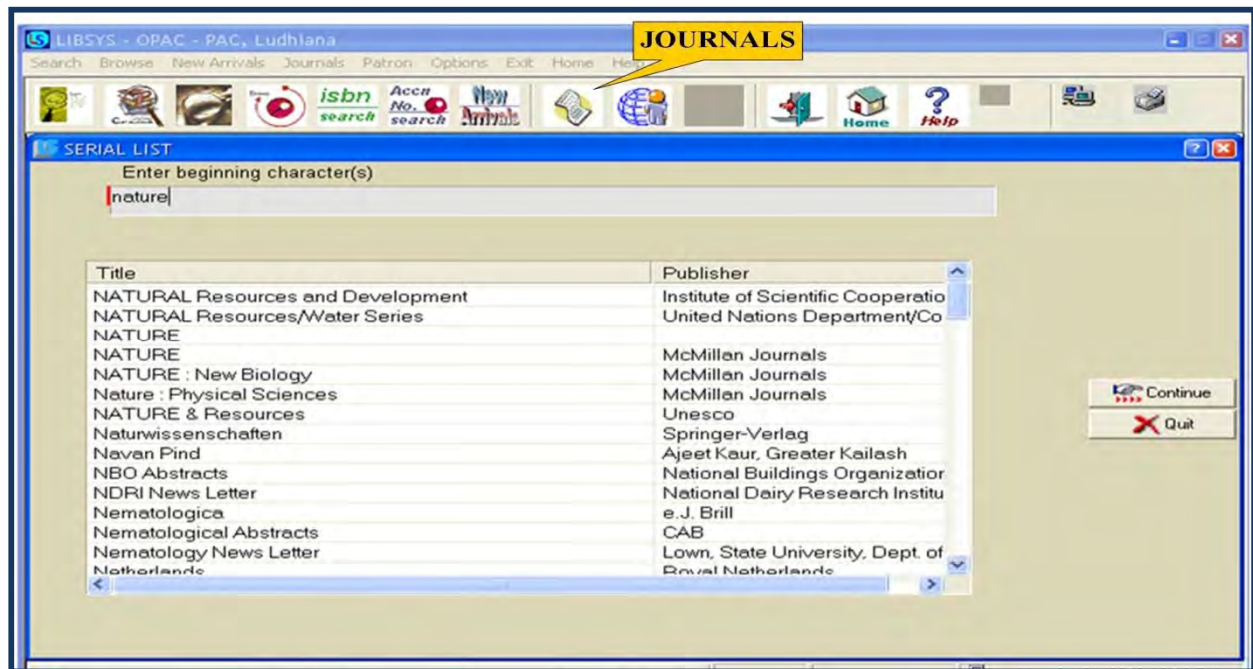 JOURNALS
LIBSYS - OPAC - PAC, Ludhiana
Search Browse New Arrivals Journals Patron Options Exit Home Help
isbn search
Accn No. search
New Arrivals
Home
Help
SERIAL LIST
Enter beginning character(s)
nature
Title Publisher
NATURAL Resources and Development Institute of Scientific Cooperatio
NATURAL Resources/Water Series United Nations Department/Co
NATURE
NATURE McMillan Journals
NATURE : New Biology McMillan Journals
Nature : Physical Sciences McMillan Journals
NATURE & Resources Unesco
Naturwissenschaften Springer-Verlag
Navan Pind Ajeet Kaur, Greater Kailash
NBO Abstracts National Buildings Organization
NDRI News Letter National Dairy Research Institu
Nematologica e.J. Brill
Nematological Abstracts CAB
Nematology News Letter Lown, State University, Dept. of
Netherlands Royal Netherlands
Continue
Quit